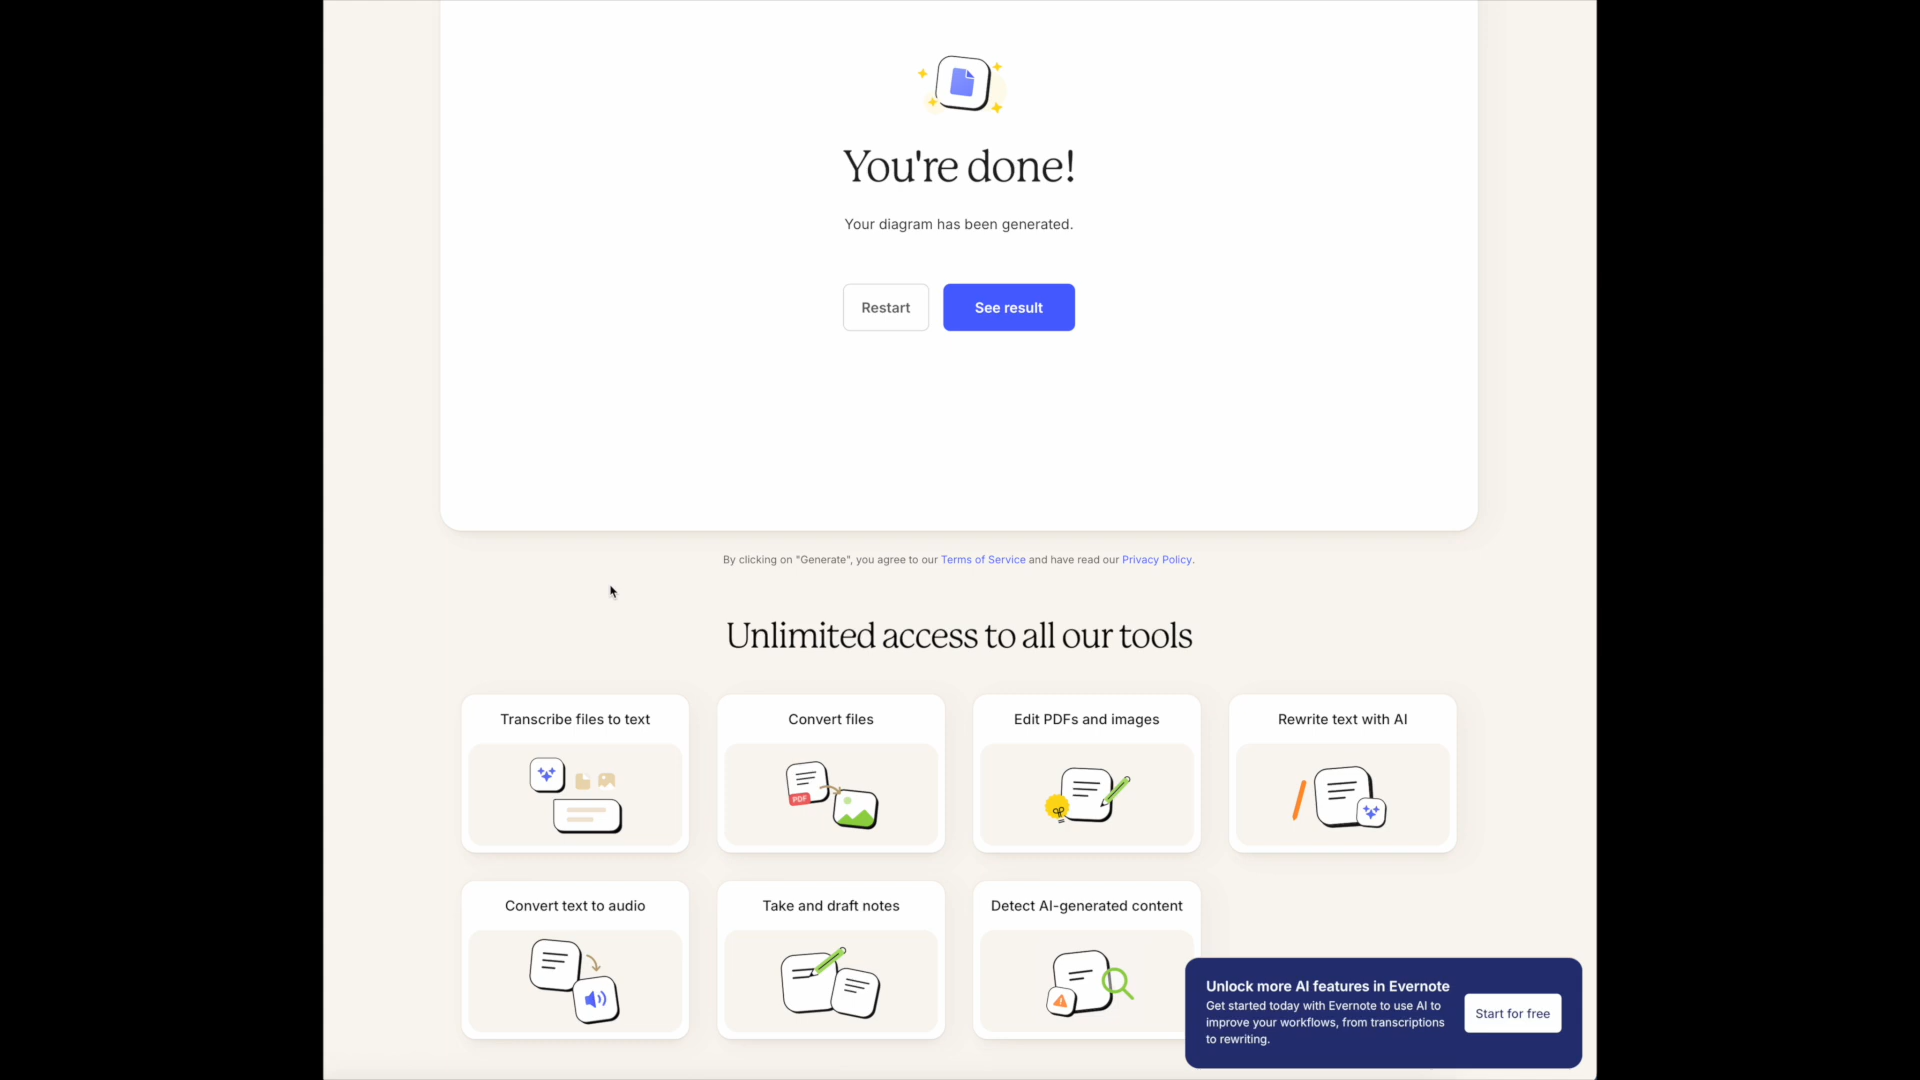 You're done!
Your diagram has been generated.
Restart
See result
By clicking on "Generate", you agree to our Terms of Service and have read our Privacy Policy.
Unlimited access to all our tools
Transcribe files to text
Convert files
Edit PDFs and images
Rewrite text with AI
PDF
Convert text to audio
Take and draft notes
Detect AI-generated content
Unlock more AI features in Evernote
Get started today with Evernote to use AI to
improve your workflows, from transcriptions
to rewriting.
Start for free